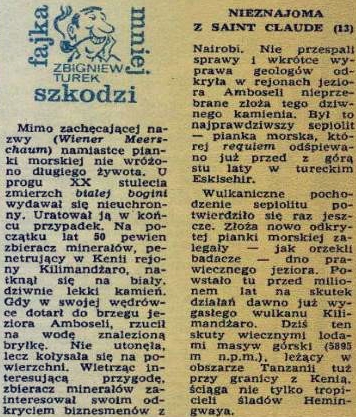 fajka
mniej
ZBIGNIEW
TUREK
szkodzi
Mimo zachęcającej na-
zwy (Wiener Meers-
chaum) namiastce pian-
ki morskiej nie wróżo-
no długiego żywota. U
progu XX stulecia
zmierzch białej bogini
wydawał się nieuchron-
ny. Uratował ją w koń-
cu przypadek. Na po-
czątku lat 50 pewien
zbieracz minerałów, pe-
netrujący w Kenii rejo-
ny Kilimandżaro, na-
tknął się na biały,
dziwnie lekki kamień.
Gdy w swojej wędrów-
ce dotarł do brzegu je-
ziora Amboseli, rzucił
na wodę znalezioną
bryłkę. Nie utonęła,
lecz kołysała się na po-
wierzchni. Wietrząc in-
teresującą przygodę,
zbieracz minerałów za-
interesował swoim od-
kryciem biznesmenów z
NIEZNAJOMA
Z SAINT CLAUDE (13)
Nairobi. Nie przespali
sprawy i wkrótce wy-
prawa geologów od-
kryła w rejonach jezio-
ra Amboseli nieprze-
brane złoża tego dziw-
nego kamienia. Był to
najprawdziwszy sepiolit
— pianka morska, któ-
rej requiem odśpiewa-
no już przed z górą
stu laty w tureckim
Eskisehir.
Wulkaniczne pocho-
dzenie sepiolitu po-
twierdziło się raz jesz-
cze. Złoża nowo odkry-
tej pianki morskiej za-
legały — jak orzekli
badacze — dno pra-
wiecznego jeziora. Po-
wstało tu przed milio-
nem lat na skutek
działań dawno już wy-
gasłego wulkanu Kili-
mandżaro. Dziś ten
skuty wiecznymi loda-
mi masyw górski (5895
m n.p.m.), leżący w
obszarze Tanzanii tuż
przy granicy z Kenią,
ściąga nie tylko tropi-
cieli śladów Hemin-
gwaya.